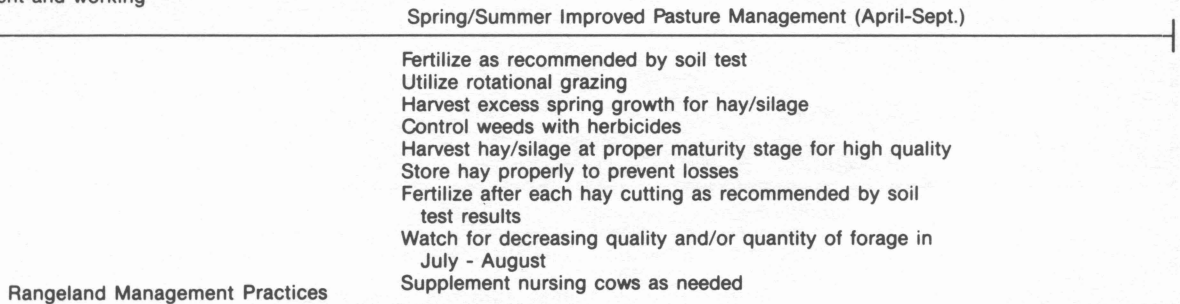 ent and working
Spring/Summer Improved Pasture Management (April-Sept.)
Fertilize as recommended by soil test
Utilize rotational grazing
Harvest excess spring growth for hay/silage
Control weeds with herbicides
Harvest hay/silage at proper maturity stage for high quality
Store hay properly to prevent losses
Fertilize after each hay cutting as recommended by soil
test results
Watch for decreasing quality and/or quantity of forage in
July - August
Supplement nursing cows as needed
Rangeland Management Practices